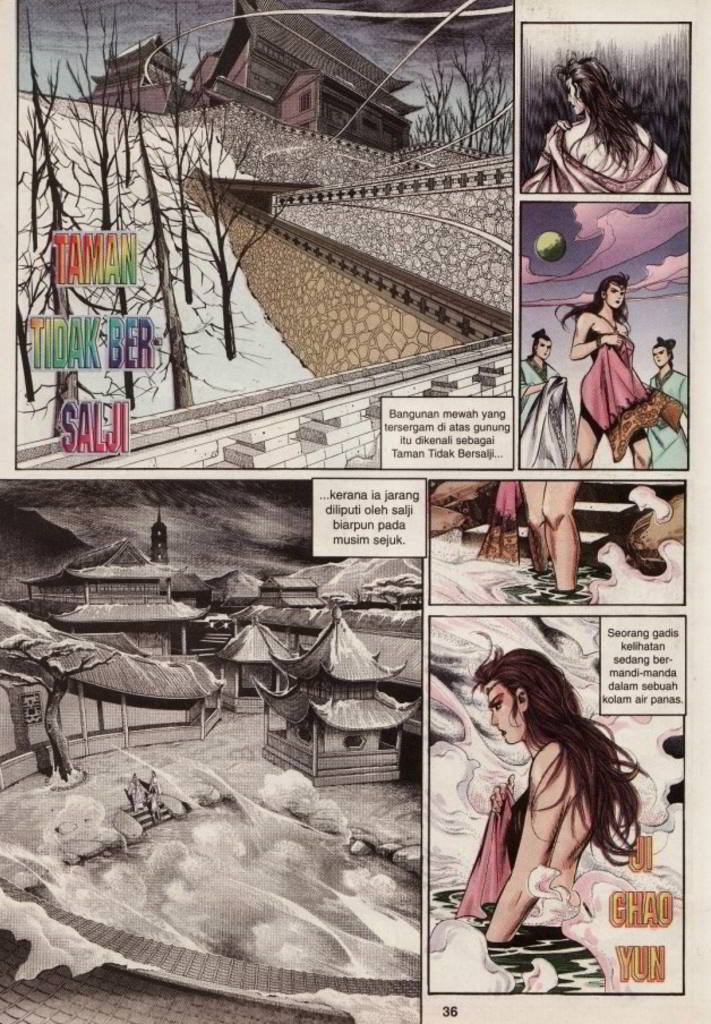 TAMAN
TIDAK BER-
SALJI
Bangunan mewah yang
tersergam di atas gunung
itu dikenali sebagai
Taman Tidak Bersalji...
...kerana ia jarang
diliputi oleh salji
biarpun pada
musim sejuk.
Seorang gadis
kelihatan
sedang ber-
mandi-manda
dalam sebuah
kolam air panas.
JI
CHAO
YUN
36